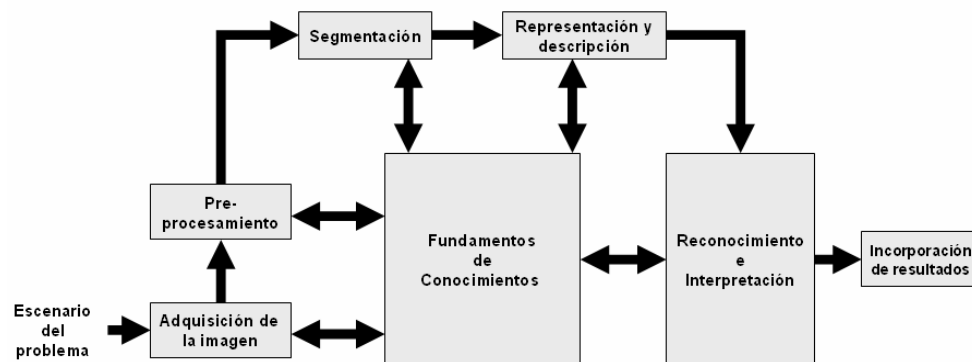 Segmentación
Representación y
descripción
Pre-
procesamiento
Fundamentos
de
Conocimientos
Reconocimiento
e
Interpretación
Incorporación
de resultados
Escenario
del
problema
Adquisición de
la imagen